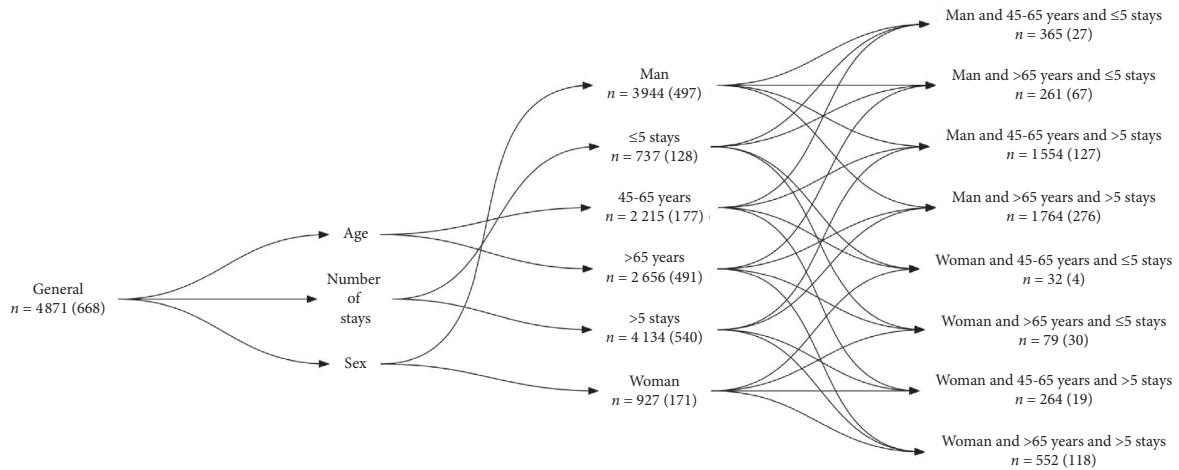 General
n = 4871 (668)
Age
Number
of
stays
Sex
Man
n = 3944 (497)
≤5 stays
n = 737 (128)
45-65 years
n = 2 215 (177)
>65 years
n = 2 656 (491)
>5 stays
n = 4 134 (540)
Woman
n = 927 (171)
Man and 45-65 years and ≤5 stays
n = 365 (27)
Man and >65 years and ≤5 stays
n = 261 (67)
Man and 45-65 years and >5 stays
n = 1554 (127)
Man and >65 years and >5 stays
n = 1764 (276)
Woman and 45-65 years and ≤5 stays
n = 32 (4)
Woman and >65 years and ≤5 stays
n = 79 (30)
Woman and 45-65 years and >5 stays
n = 264 (19)
Woman and >65 years and >5 stays
n = 552 (118)